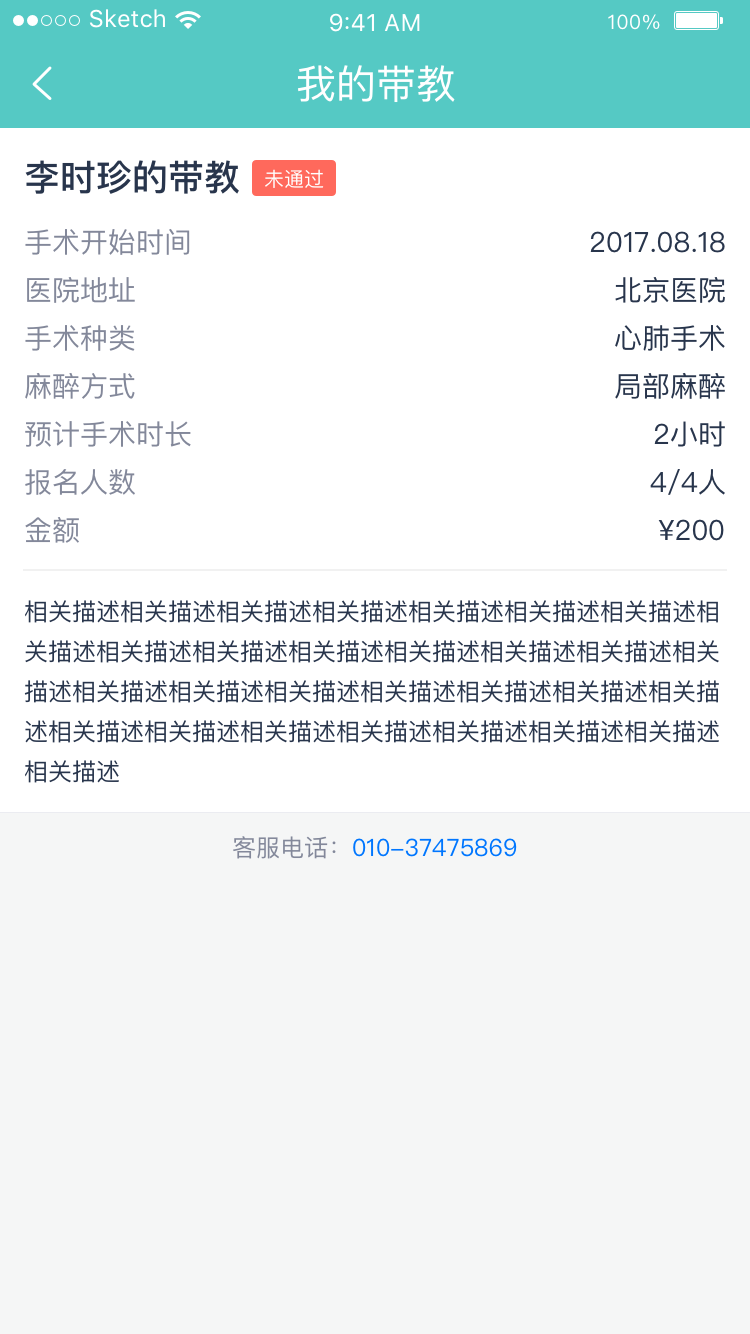 Sketch 9:41 AM 100%
我的带教
李时珍的带教 未通过
手术开始时间 2017.08.18
医院地址 北京医院
手术种类 心肺手术
麻醉方式 局部麻醉
预计手术时长 2小时
报名人数 4/4人
金额 ¥200
相关描述相关描述相关描述相关描述相关描述相关描述相关描述相
关描述相关描述相关描述相关描述相关描述相关描述相关描述相关
描述相关描述相关描述相关描述相关描述相关描述相关描述相关描
述相关描述相关描述相关描述相关描述相关描述相关描述相关描述
相关描述
客服电话：010-37475869